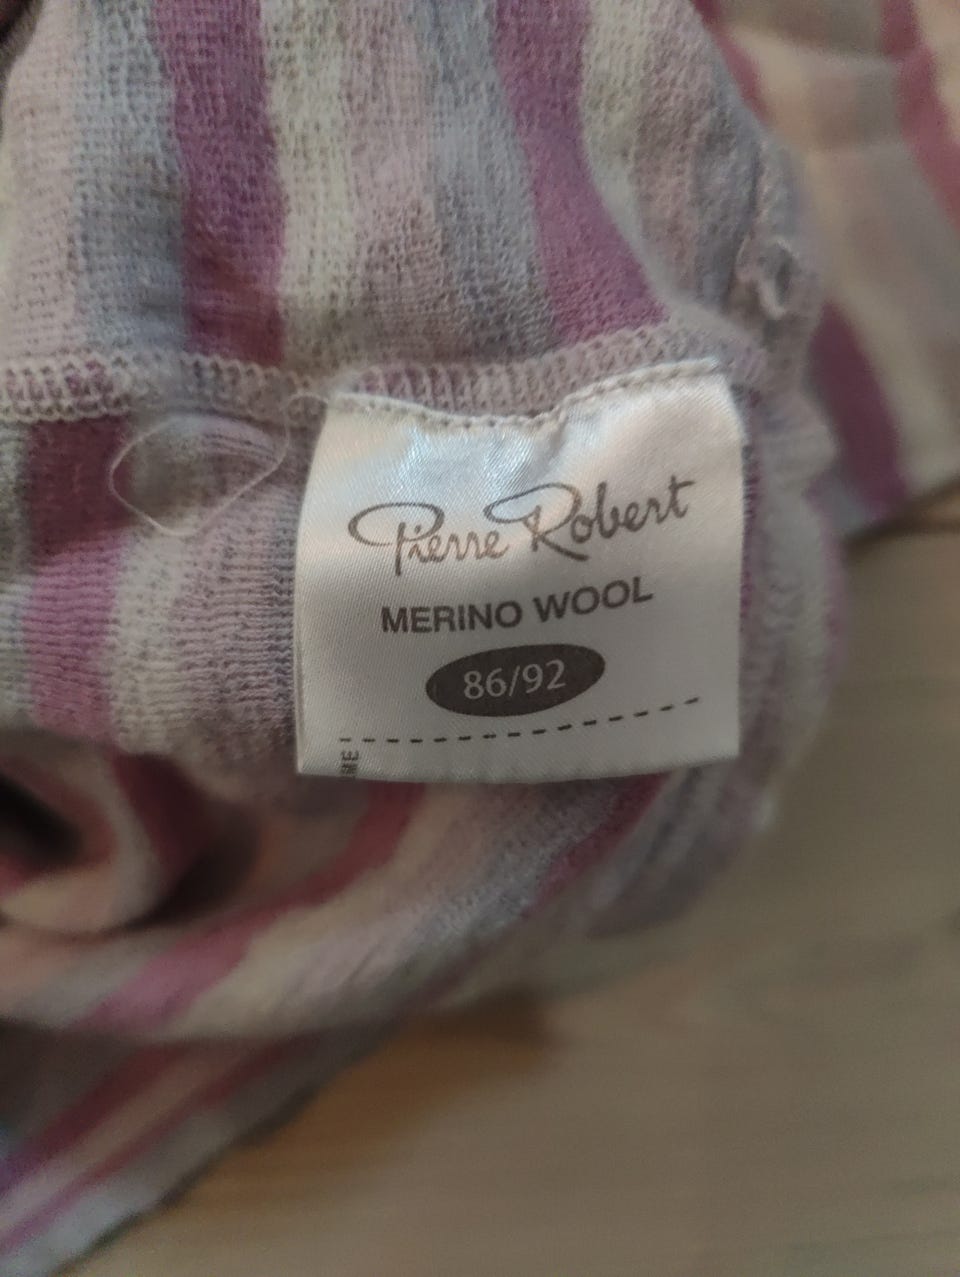 Pierre Robert
MERINO WOOL
86/92